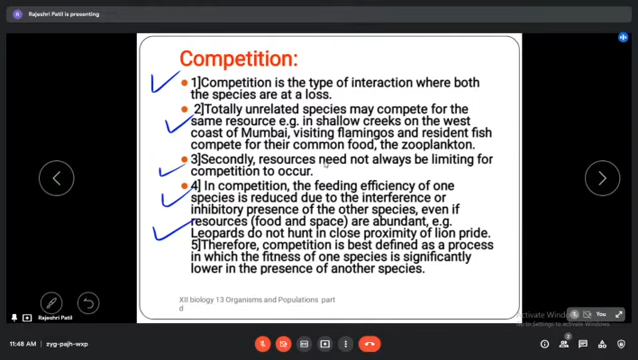 R Rajeshri Patil is presenting
Competition:
1]Competition is the type of interaction where both
the species are at a loss.
2]Totally unrelated species may compete for the
same resource e.g. in shallow creeks on the west
coast of Mumbai, visiting flamingos and resident fish
compete for their common food, the zooplankton.
3]Secondly, resources need not always be limiting for
competition to occur.
4] In competition, the feeding efficiency of one
species is reduced due to the interference or
inhibitory presence of the other species, even if
resources (food and space) are abundant, e.g.
Leopards do not hunt in close proximity of lion pride.
5]Therefore, competition is best defined as a process
in which the fitness of one species is significantly
lower in the presence of another species.
XII biology 13 Organisms and Populations part
d
Rajeshri Patil
You
Activate Windows
Go to Settings to activate Windows.
11:48 AM | zyg-pajh-wxp
2